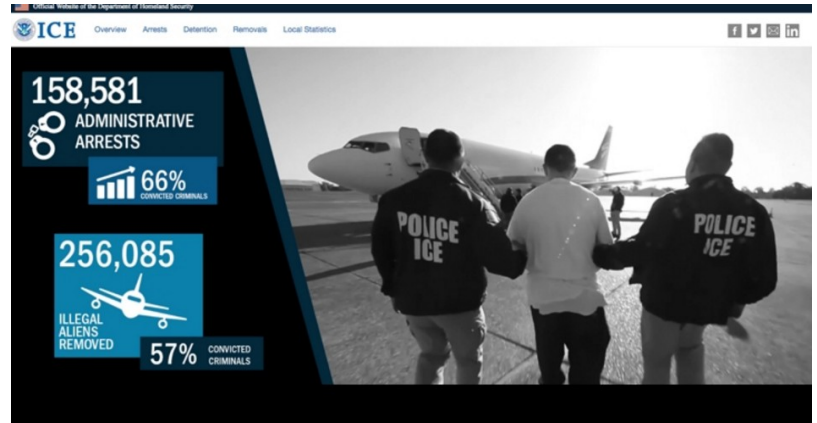 Official Website of the Department of Homeland Security
ICE
Overview Arrests Detention Removals Local Statistics
f in
158,581
ADMINISTRATIVE
ARRESTS
66%
CONVICTED CRIMINALS
256,085
ILLEGAL
ALIENS
REMOVED
57% CONVICTED
CRIMINALS
POLICE
ICE
POLICE
ICE